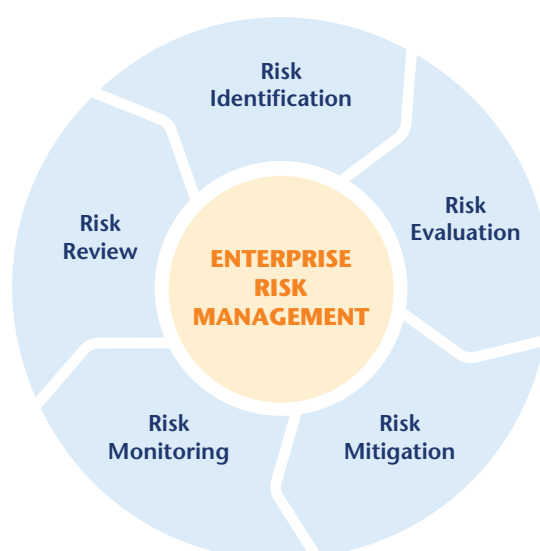 Risk
Identification
Risk
Evaluation
Risk
Mitigation
Risk
Monitoring
Risk
Review
ENTERPRISE
RISK
MANAGEMENT